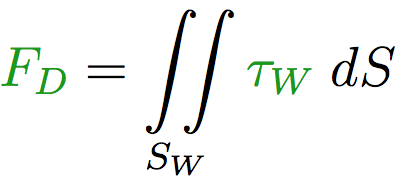 F_D = ∬_{S_W} τ_W dS